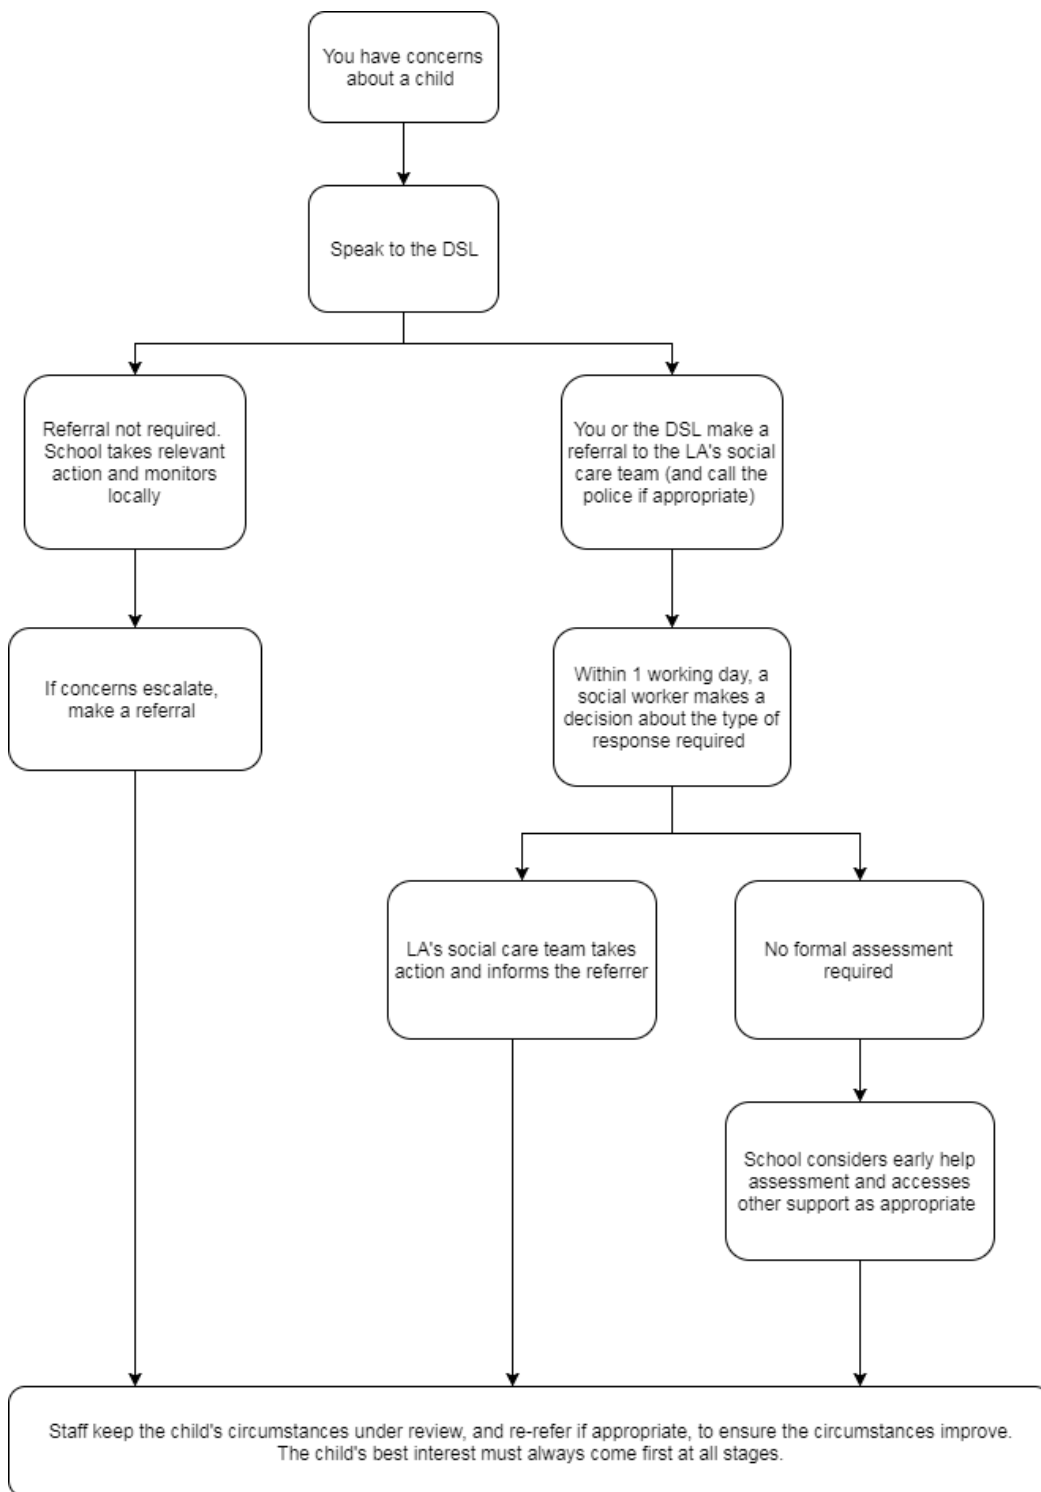 You have concerns
about a child
Speak to the DSL
Referral not required.
School takes relevant
action and monitors
locally
You or the DSL make a
referral to the LA's social
care team (and call the
police if appropriate)
If concerns escalate,
make a referral
Within 1 working day, a
social worker makes a
decision about the type of
response required
LA's social care team takes
action and informs the referrer
No formal assessment
required
School considers early help
assessment and accesses
other support as appropriate
Staff keep the child's circumstances under review, and re-refer if appropriate, to ensure the circumstances improve.
The child's best interest must always come first at all stages.